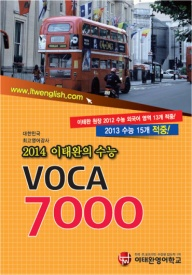 www.itwenglish.com
이태완 원장 2012 수능 외국어 영역 13개 적중!
2013 수능 15개 적중!
대한민국
최고영어강사
2014 이태완의 수능
VOCA
7000
이태완영어학교